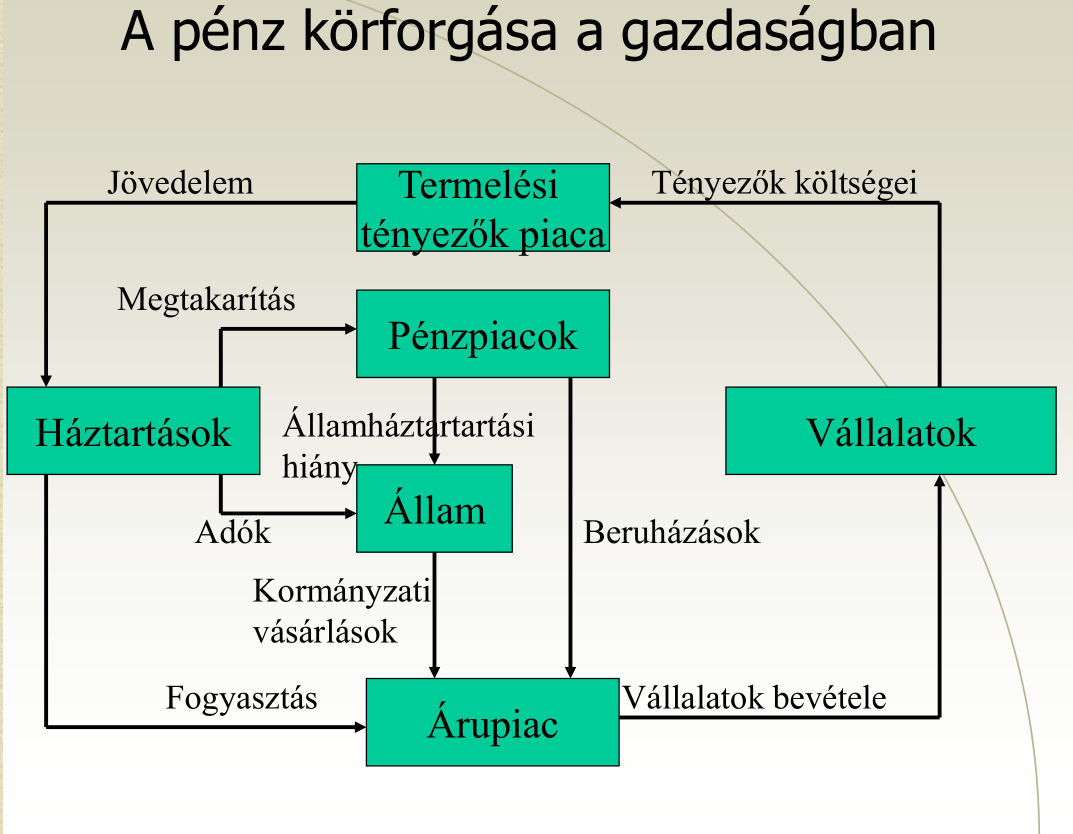 A pénz körforgása a gazdaságban
Jövedelem
Termelési
tényezők piaca
Tényezők költségei
Megtakarítás
Pénzpiacok
Háztartások
Államháztartartási
hiány
Vállalatok
Állam
Adók
Beruházások
Kormányzati
vásárlások
Fogyasztás
Árupiac
Vállalatok bevétele